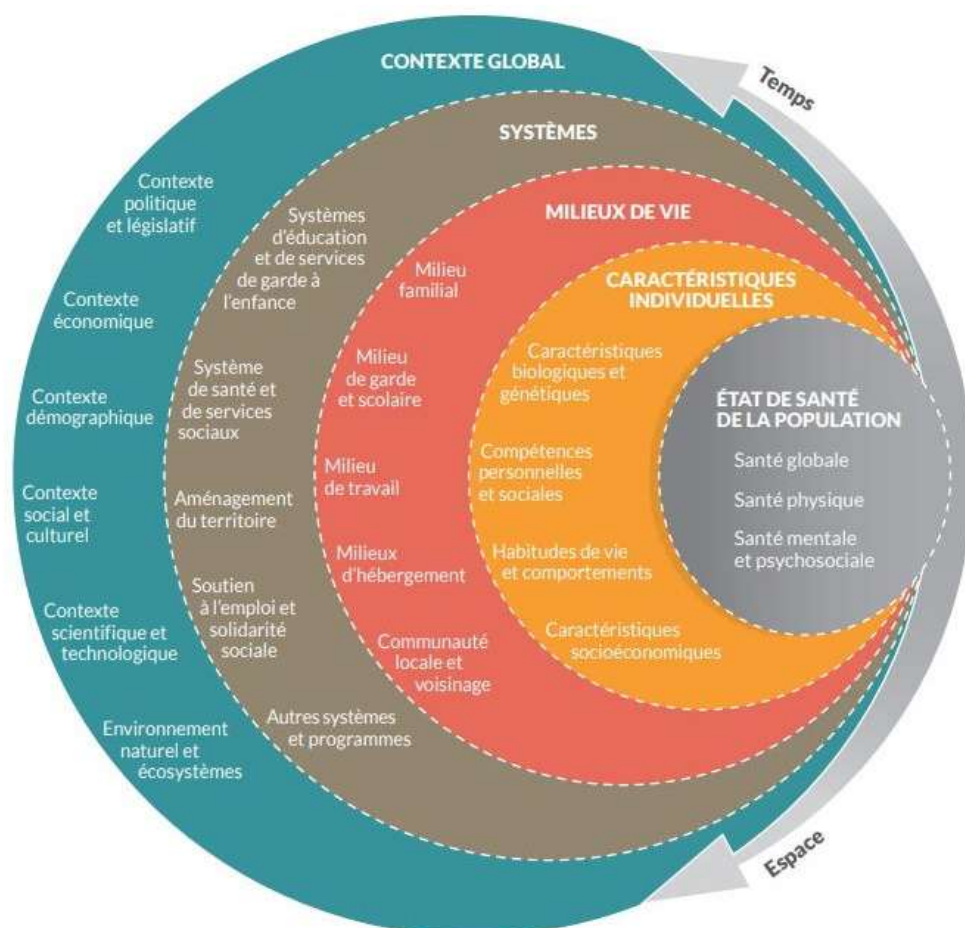 CONTEXTE GLOBAL
Temps
SYSTÈMES
MILIEUX DE VIE
CARACTÉRISTIQUES
INDIVIDUELLES
ÉTAT DE SANTÉ
DE LA POPULATION
Santé globale
Santé physique
Santé mentale
et psychosociale
Contexte
politique
et législatif
Contexte
économique
Contexte
démographique
Contexte
social et
culturel
Contexte
scientifique et
technologique
Environnement
naturel et
écosystèmes
Systèmes
d'éducation
et de services
de garde à
l'enfance
Système
de santé et
de services
sociaux
Aménagement
du territoire
Soutien
à l'emploi et
solidarité
sociale
Autres systèmes
et programmes
Milieu
familial
Milieu
de garde
et scolaire
Milieu
de travail
Milieux
d'hébergement
Communauté
locale et
voisinage
Caractéristiques
biologiques et
génétiques
Compétences
personnelles
et sociales
Habitudes de vie
et comportements
Caractéristiques
socioéconomiques
Espace